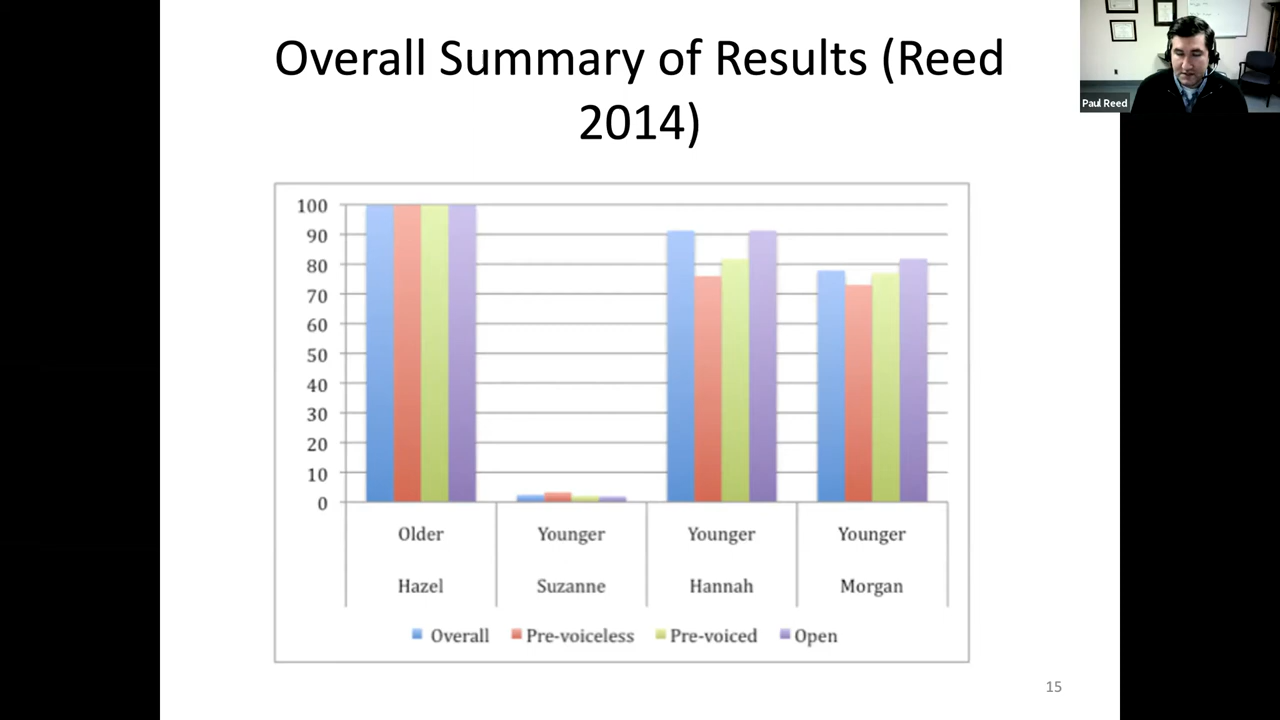 Overall Summary of Results (Reed
2014)
Paul Reed
100
90
80
70
60
50
40
30
20
10
0
Older Younger Younger Younger
Hazel Suzanne Hannah Morgan
Overall Pre-voiceless Pre-voiced Open
15